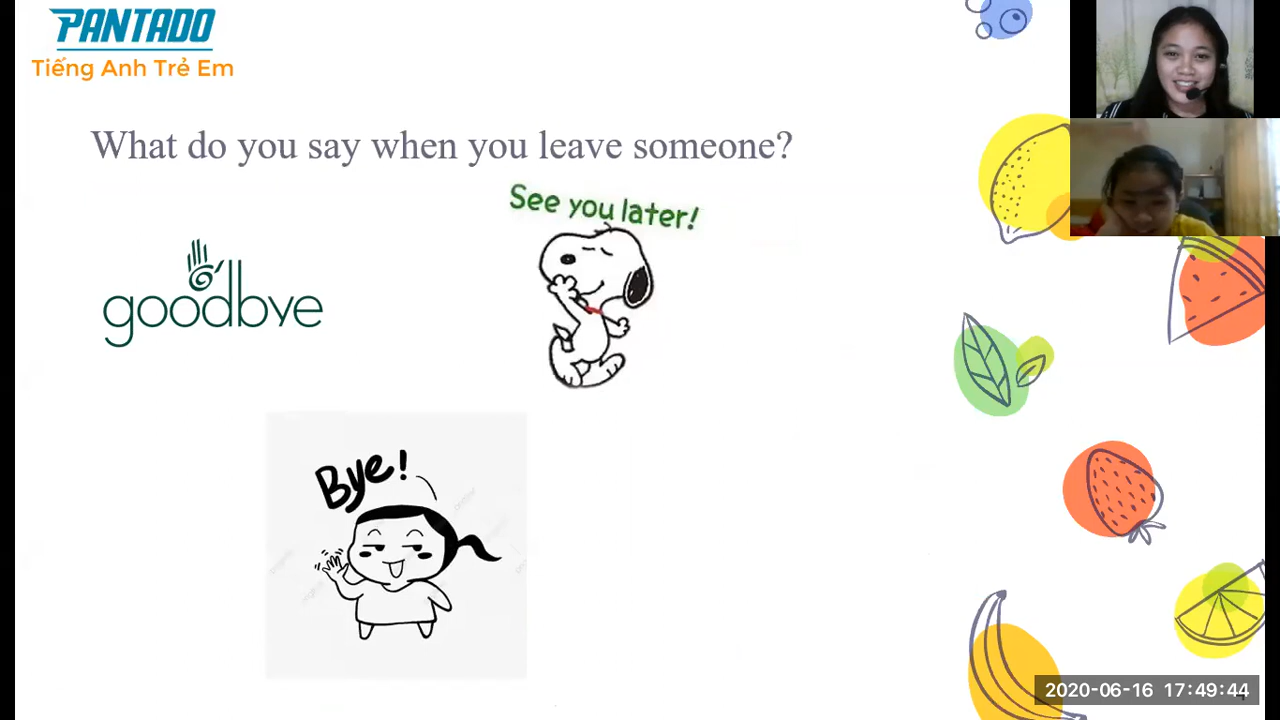 PANTADO
Tiếng Anh Trẻ Em
What do you say when you leave someone?
See you later!
goodbye
Bye!
2020-06-16 17:49:44